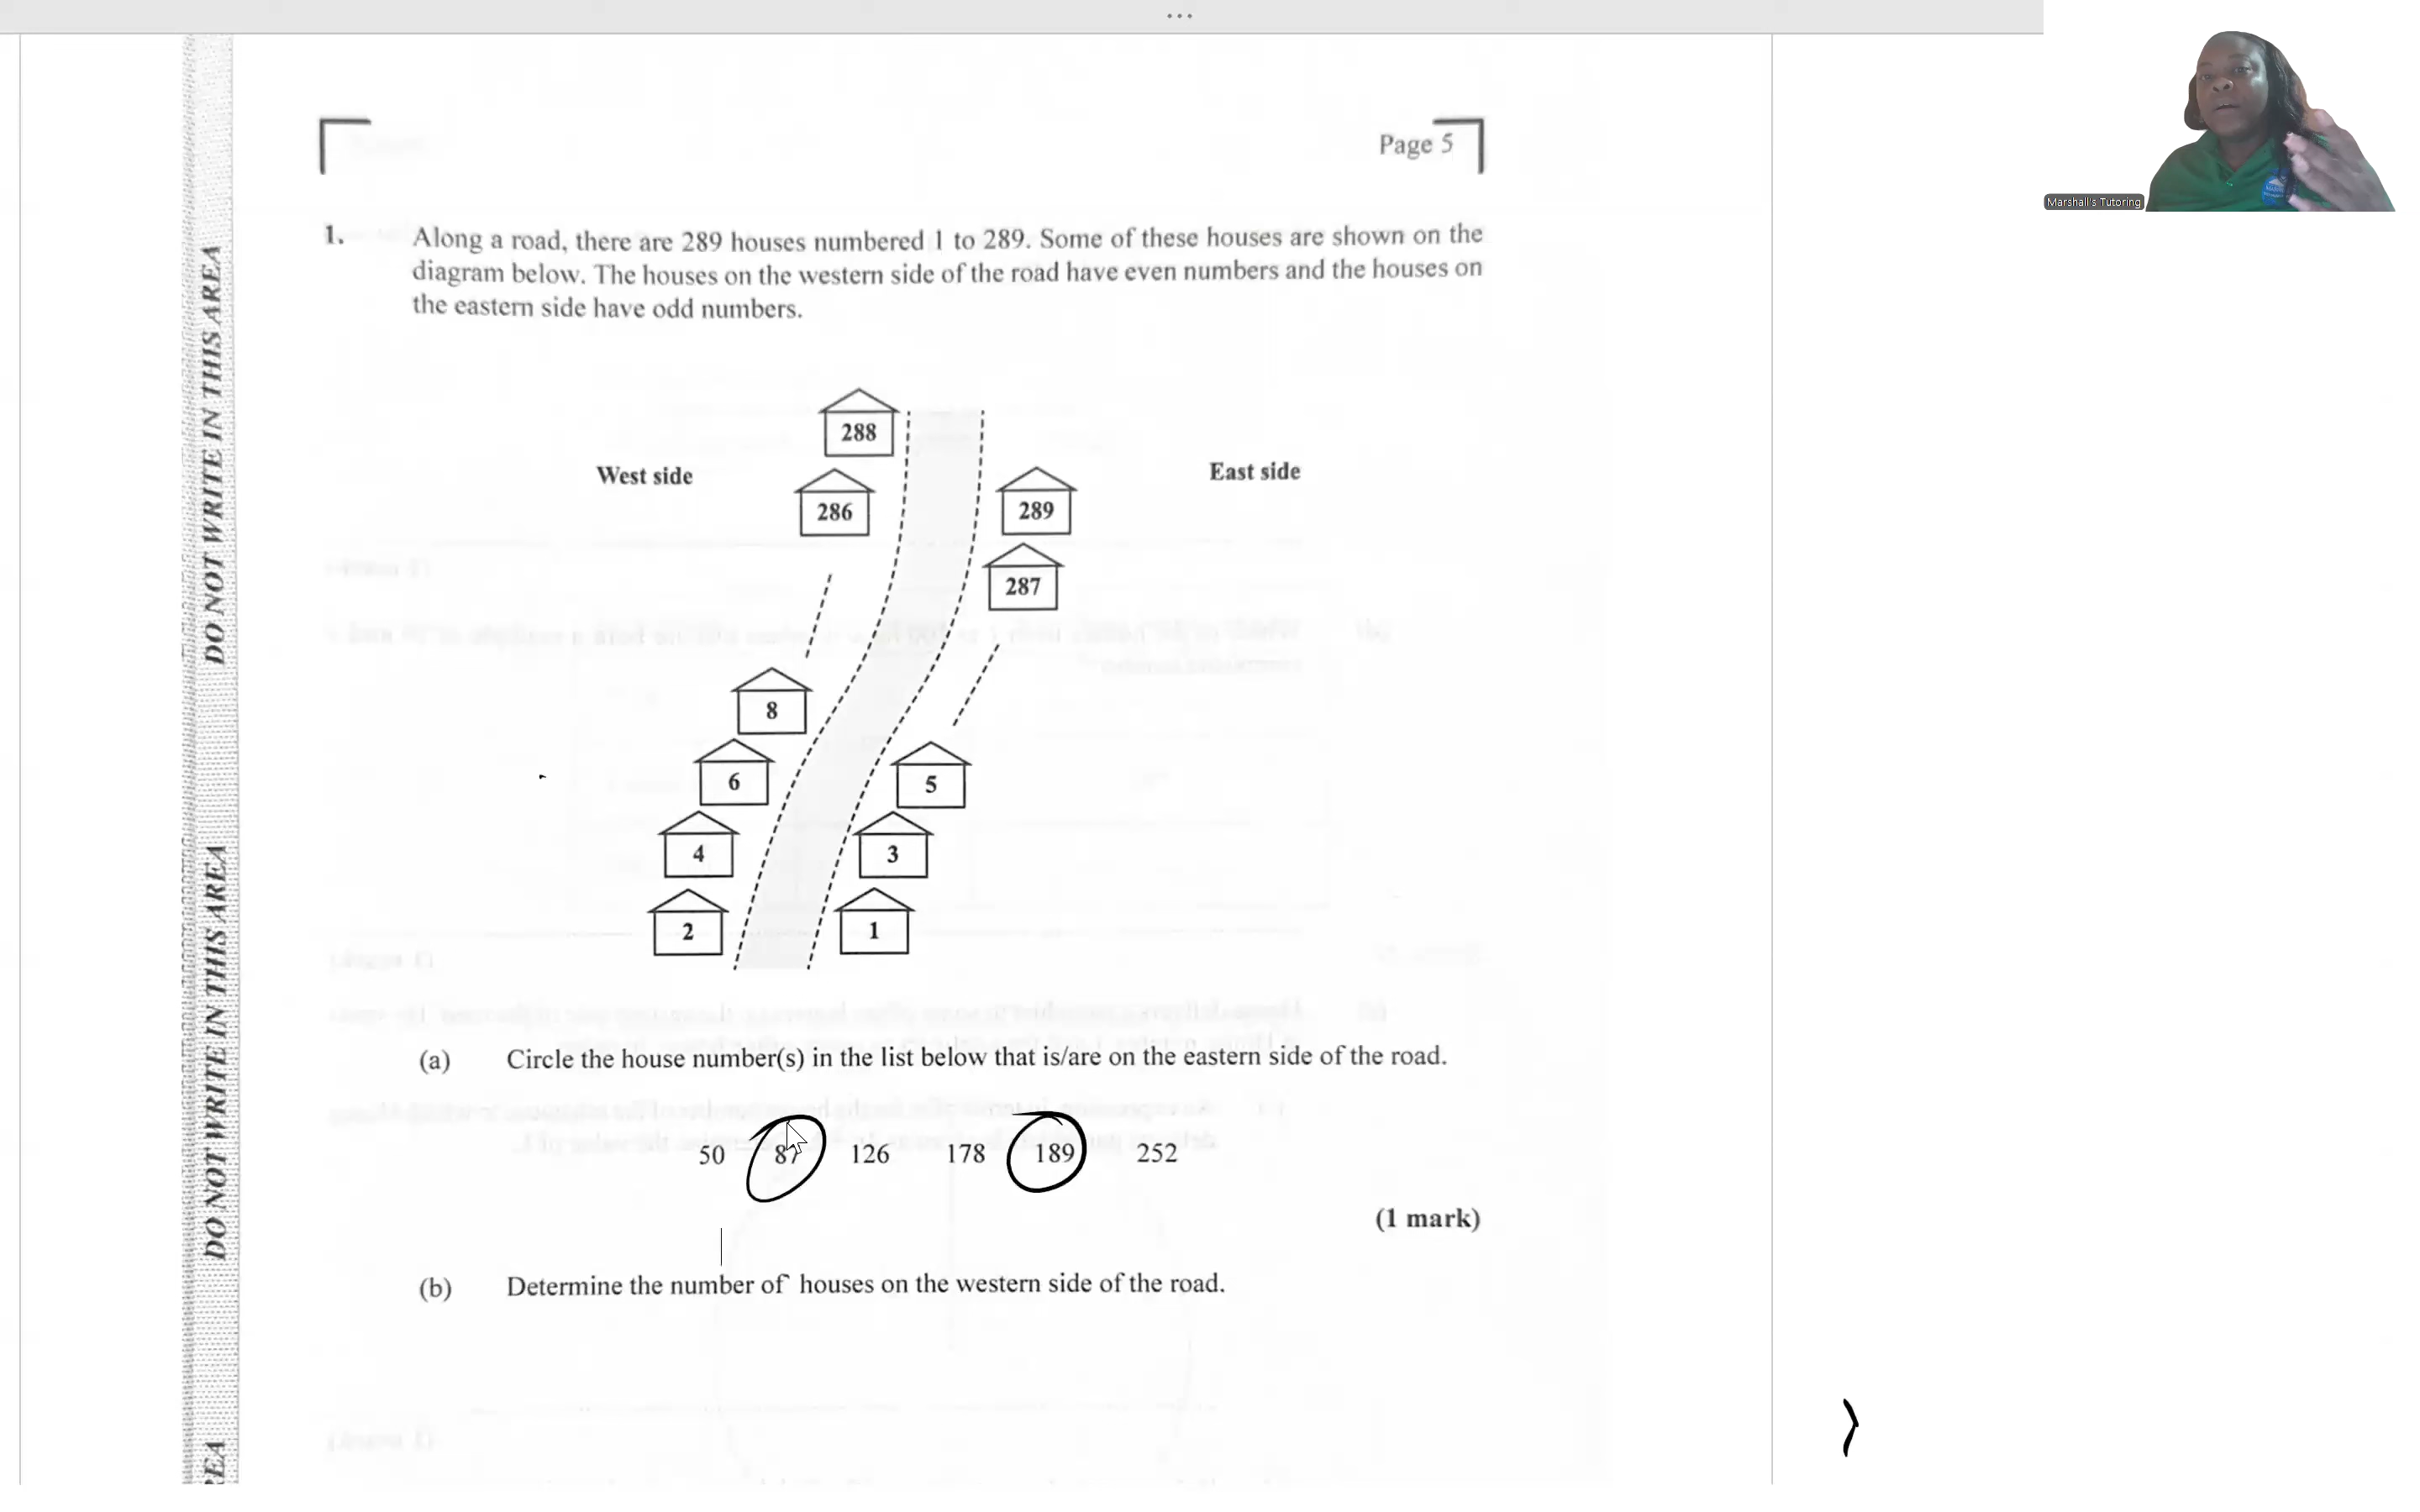 ...
Marshall's Tutoring
Page 5
DO NOT WRITE IN THIS AREA
DO NOT WRITE IN THIS AREA
REA
1. Along a road, there are 289 houses numbered 1 to 289. Some of these houses are shown on the
diagram below. The houses on the western side of the road have even numbers and the houses on
the eastern side have odd numbers.
288
West side
East side
286
289
287
8
6
5
4
3
2
1
(a) Circle the house number(s) in the list below that is/are on the eastern side of the road.
50 87 126 178 189 252
(1 mark)
(b) Determine the number of houses on the western side of the road.